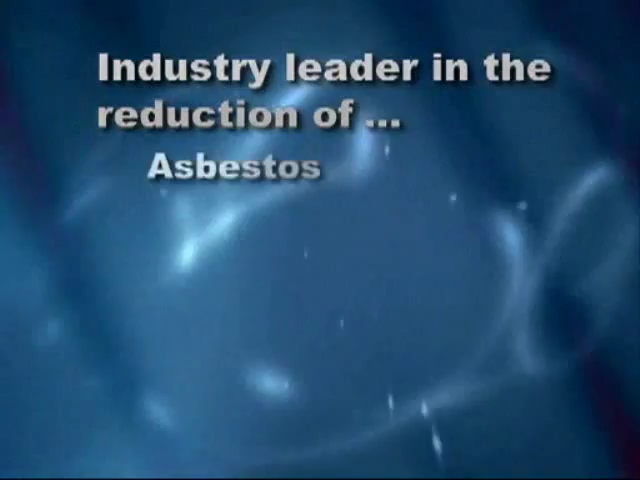 Industry leader in the
reduction of ...
Asbestos